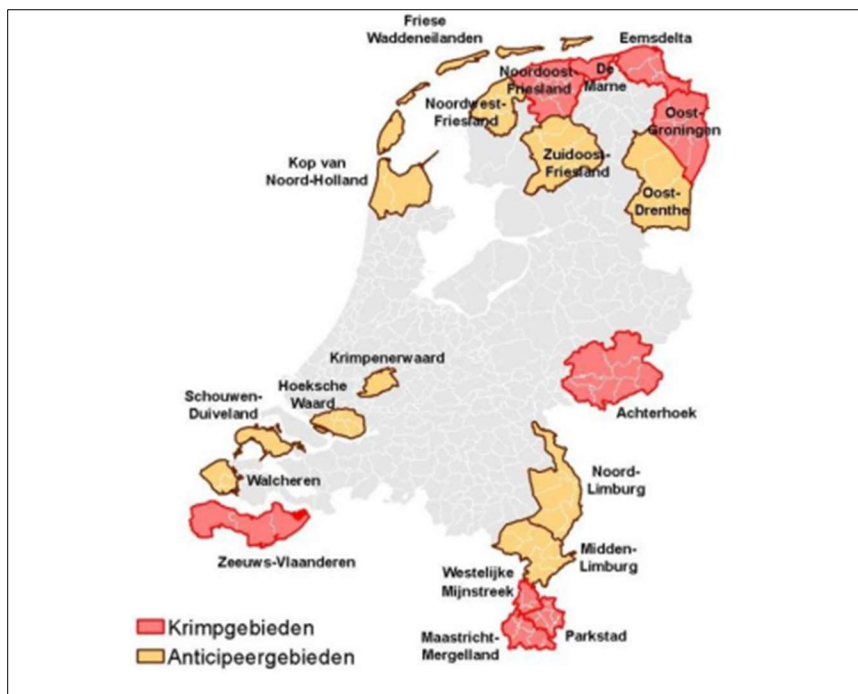 Friese
Waddeneilanden
Eemsdelta
Noordoost-
Friesland
De
Marne
Noordwest-
Friesland
Oost-
Groningen
Kop van
Noord-Holland
Zuidoost-
Friesland
Oost-
Drenthe
Krimpenerwaard
Hoeksche
Waard
Schouwen-
Duiveland
Achterhoek
Walcheren
Noord-
Limburg
Zeeuws-Vlaanderen
Midden-
Limburg
Westelijke
Mijnstreek
Maastricht-
Mergelland
Parkstad
Krimpgebieden
Anticipeergebieden